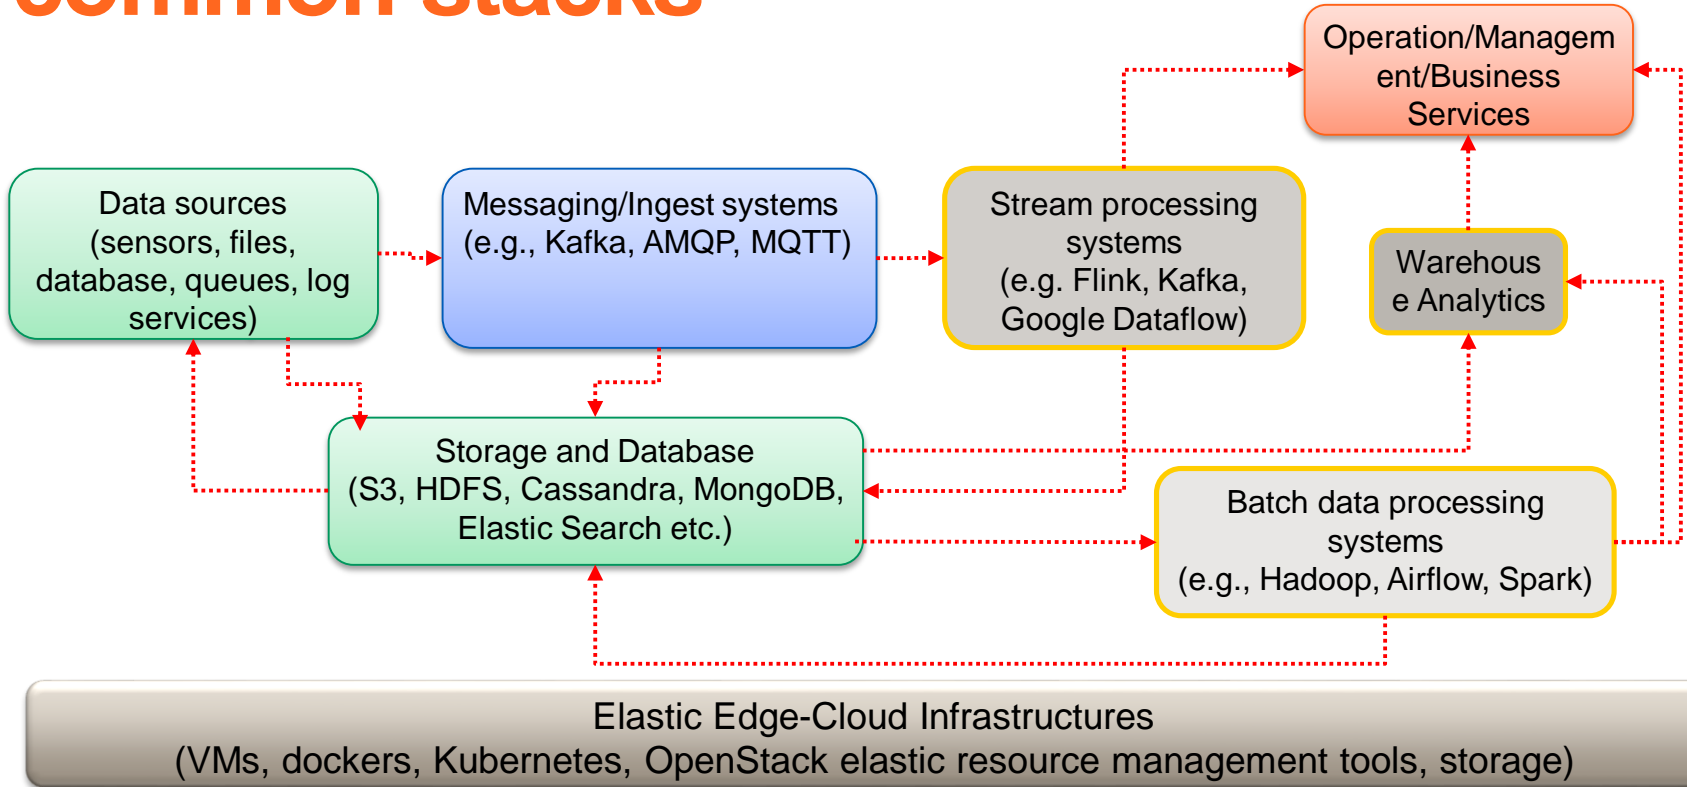 common stacks
Operation/Managem
ent/Business
Services
Data sources
(sensors, files,
database, queues, log
services)
Messaging/Ingest systems
(e.g., Kafka, AMQP, MQTT)
Stream processing
systems
(e.g. Flink, Kafka,
Google Dataflow)
Warehous
e Analytics
Storage and Database
(S3, HDFS, Cassandra, MongoDB,
Elastic Search etc.)
Batch data processing
systems
(e.g., Hadoop, Airflow, Spark)
Elastic Edge-Cloud Infrastructures
(VMs, dockers, Kubernetes, OpenStack elastic resource management tools, storage)